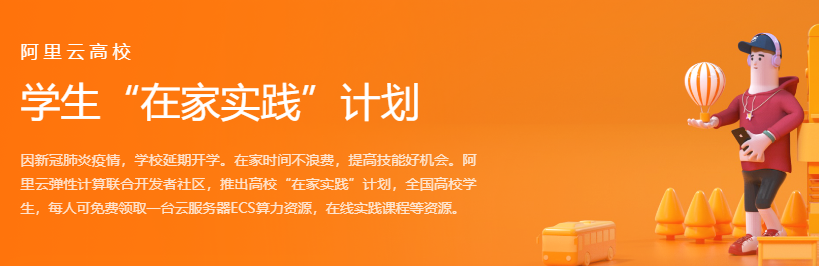 阿里云高校
学生“在家实践”计划
因新冠肺炎疫情，学校延期开学。在家时间不浪费，提高技能好机会。阿
里云弹性计算联合开发者社区，推出高校“在家实践”计划，全国高校学
生，每人可免费领取一台云服务器ECS算力资源，在线实践课程等资源。